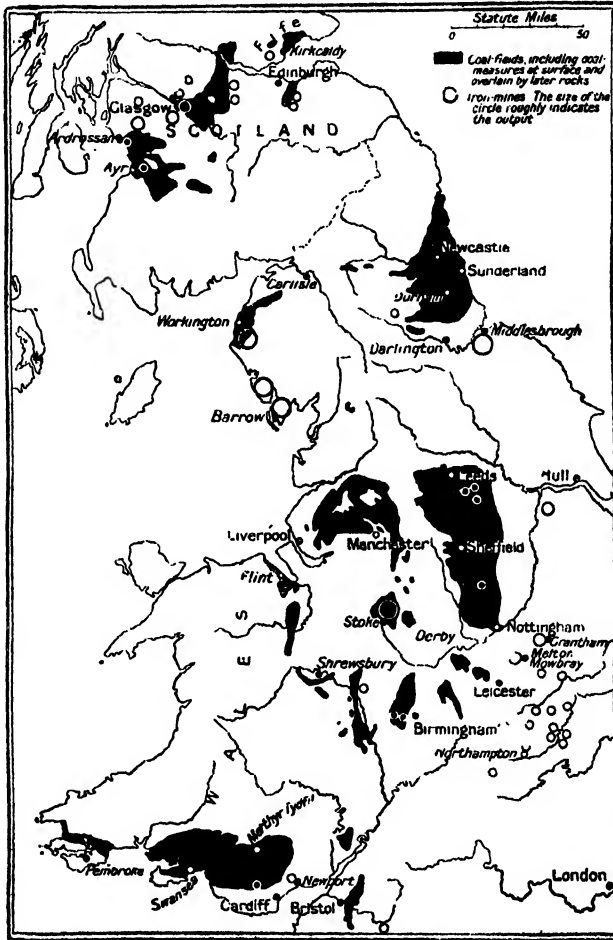 Statute Miles
0 50
Coal-fields, including coal-
measures at surface and
overlain by later rocks
Iron-mines The size of the
circle roughly indicates
the output
Fife
Kirkcaldy
Edinburgh
Glasgow
SCOTLAND
Ardrossan
Ayr
Newcastle
Sunderland
Carlisle
Durham
Workington
Middlesbrough
Darlington
Barrow
Leeds
Hull
Liverpool
Manchester
Sheffield
Flint
Stoke
Derby
Nottingham
Grantham
Melton
Mowbray
Shrewsbury
Leicester
Birmingham
Northampton
WALES
Merthyr Tydfil
Pembroke
Swansea
Newport
Cardiff
Bristol
London